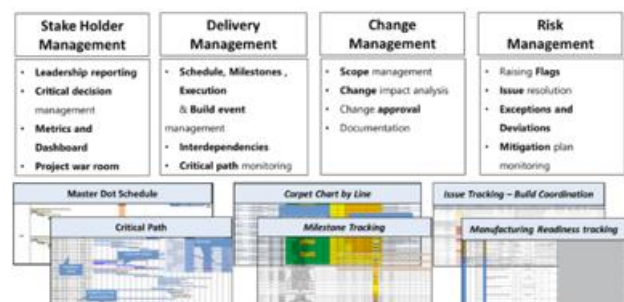 Stake Holder
Management
• Leadership reporting
• Critical decision
management
• Metrics and
Dashboard
• Project war room
Delivery
Management
• Schedule, Milestones ,
Execution
& Build event
management
• Interdependencies
• Critical path monitoring
Change
Management
• Scope management
• Change impact analysis
• Change approval
• Documentation
Risk
Management
• Raising Flags
• Issue resolution
• Exceptions and
Deviations
• Mitigation plan
monitoring
Master Dot Schedule
Critical Path
Carpet Chart by Line
Milestone Tracking
Issue Tracking – Build Coordination
Manufacturing Readiness tracking